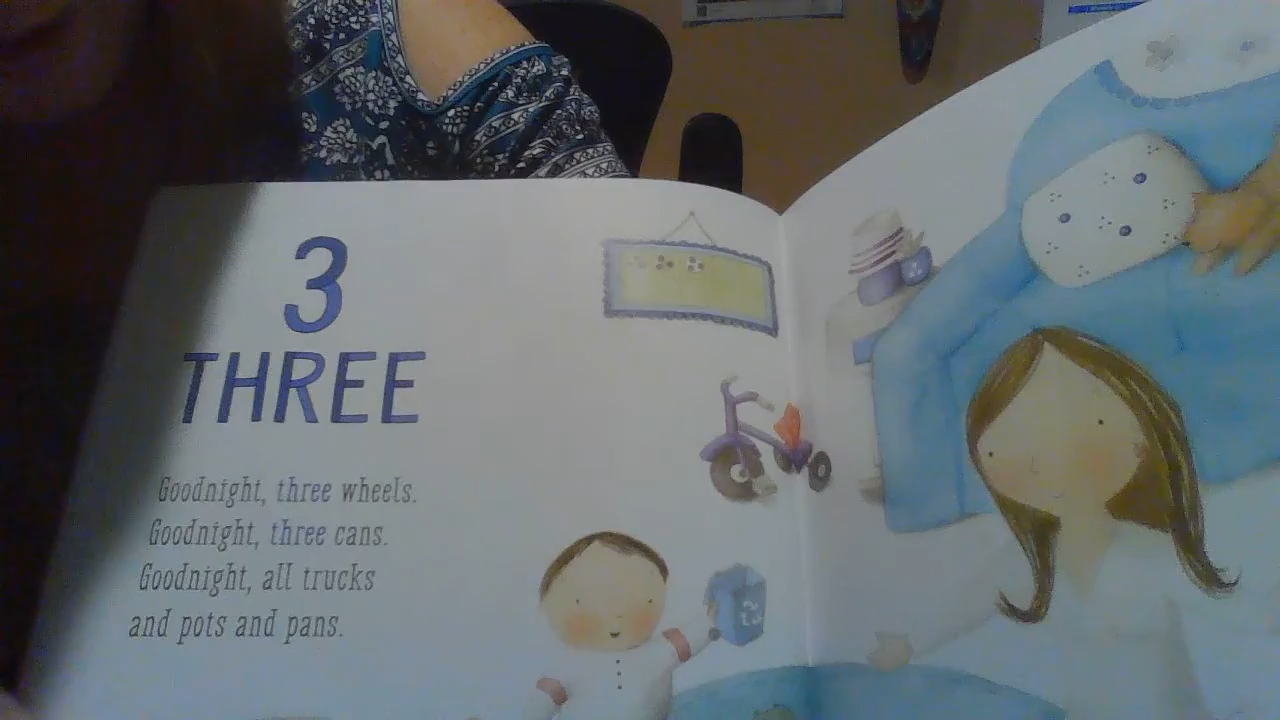 3
THREE
Goodnight, three wheels.
Goodnight, three cans.
Goodnight, all trucks
and pots and pans.